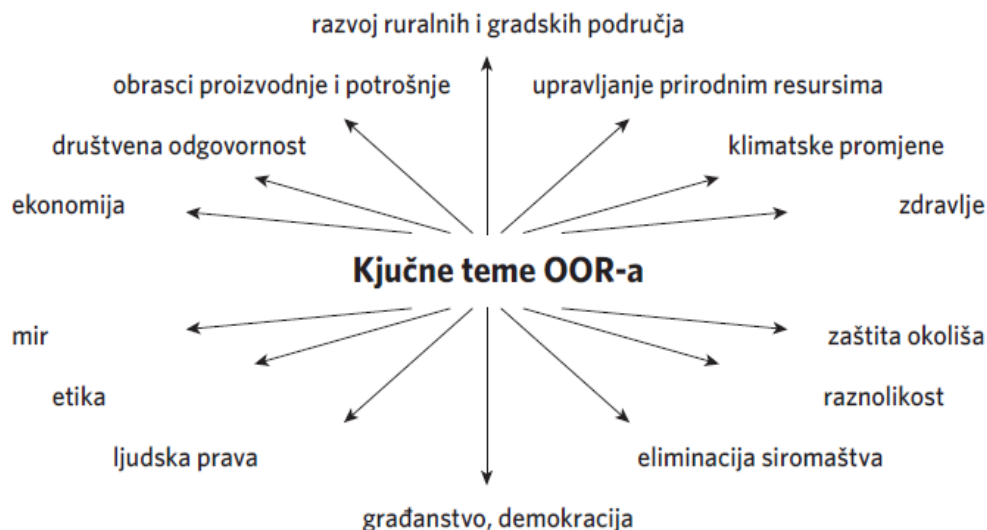 razvoj ruralnih i gradskih područja
obrasci proizvodnje i potrošnje
upravljanje prirodnim resursima
društvena odgovornost
klimatske promjene
ekonomija
zdravlje
Kjučne teme OOR-a
mir
zaštita okoliša
etika
raznolikost
ljudska prava
eliminacija siromaštva
građanstvo, demokracija